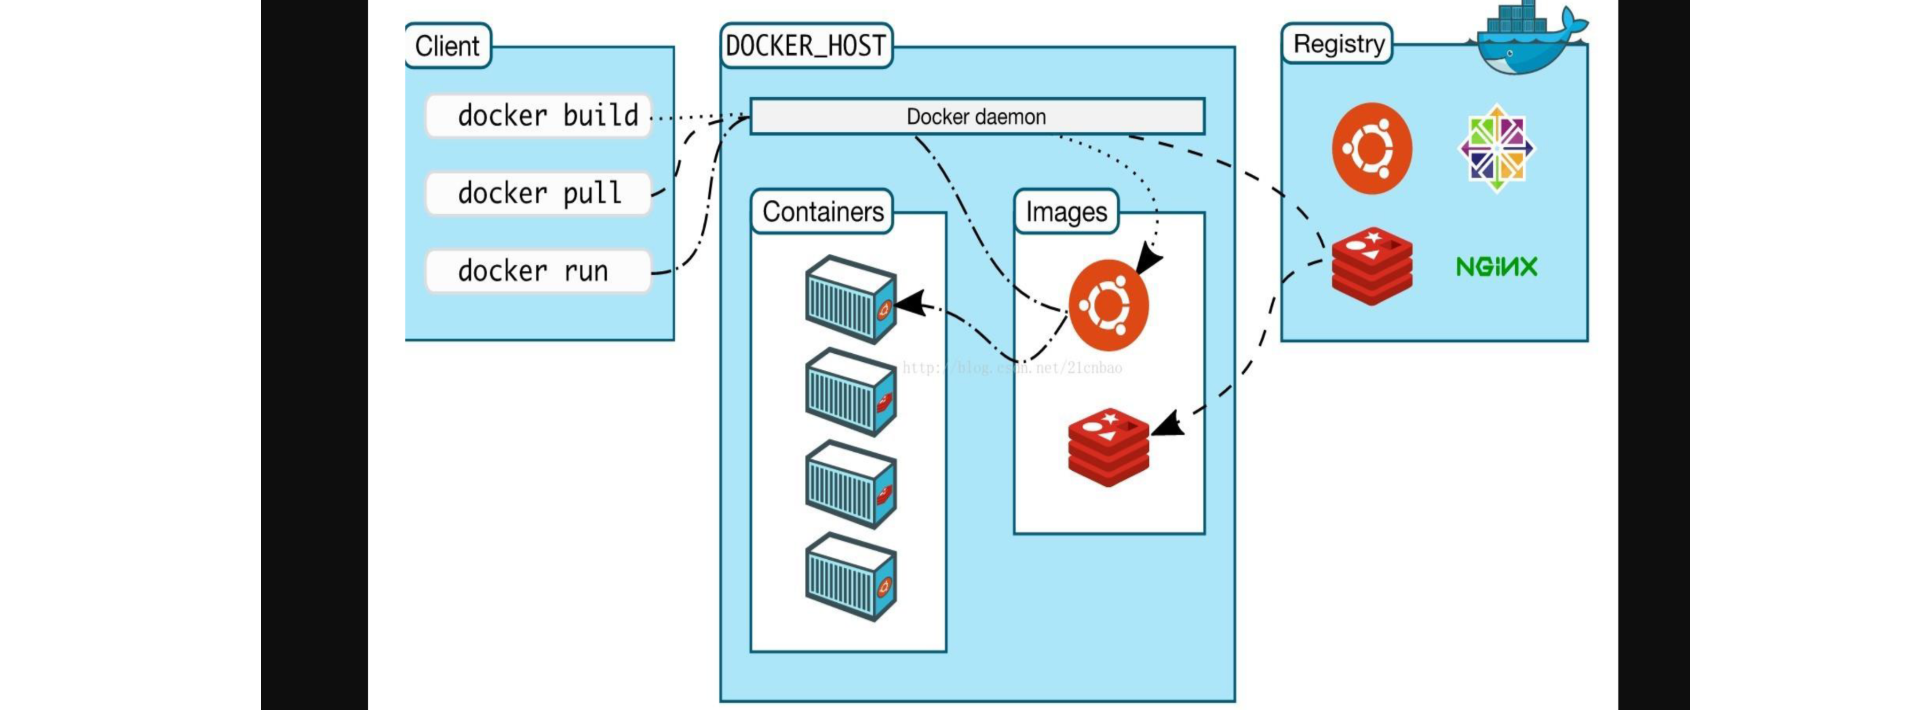 Client
docker build
docker pull
docker run
DOCKER_HOST
Docker daemon
Containers
Images
Registry
NGiNX
http://blog.csdn.net/21cnbao